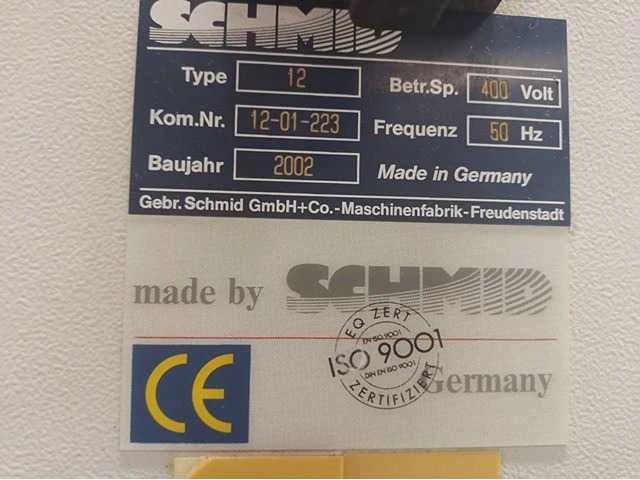 SCHMID
Type 12 Betr.Sp. 400 Volt
Kom.Nr. 12-01-223 Frequenz 50 Hz
Baujahr 2002 Made in Germany
Gebr. Schmid GmbH+Co.-Maschinenfabrik-Freudenstadt
made by SCHMID
EQ ZERT
EN ISO 9001
ISO 9001
DIN EN ISO 9001
ZERTIFIZIERT
Germany
CE